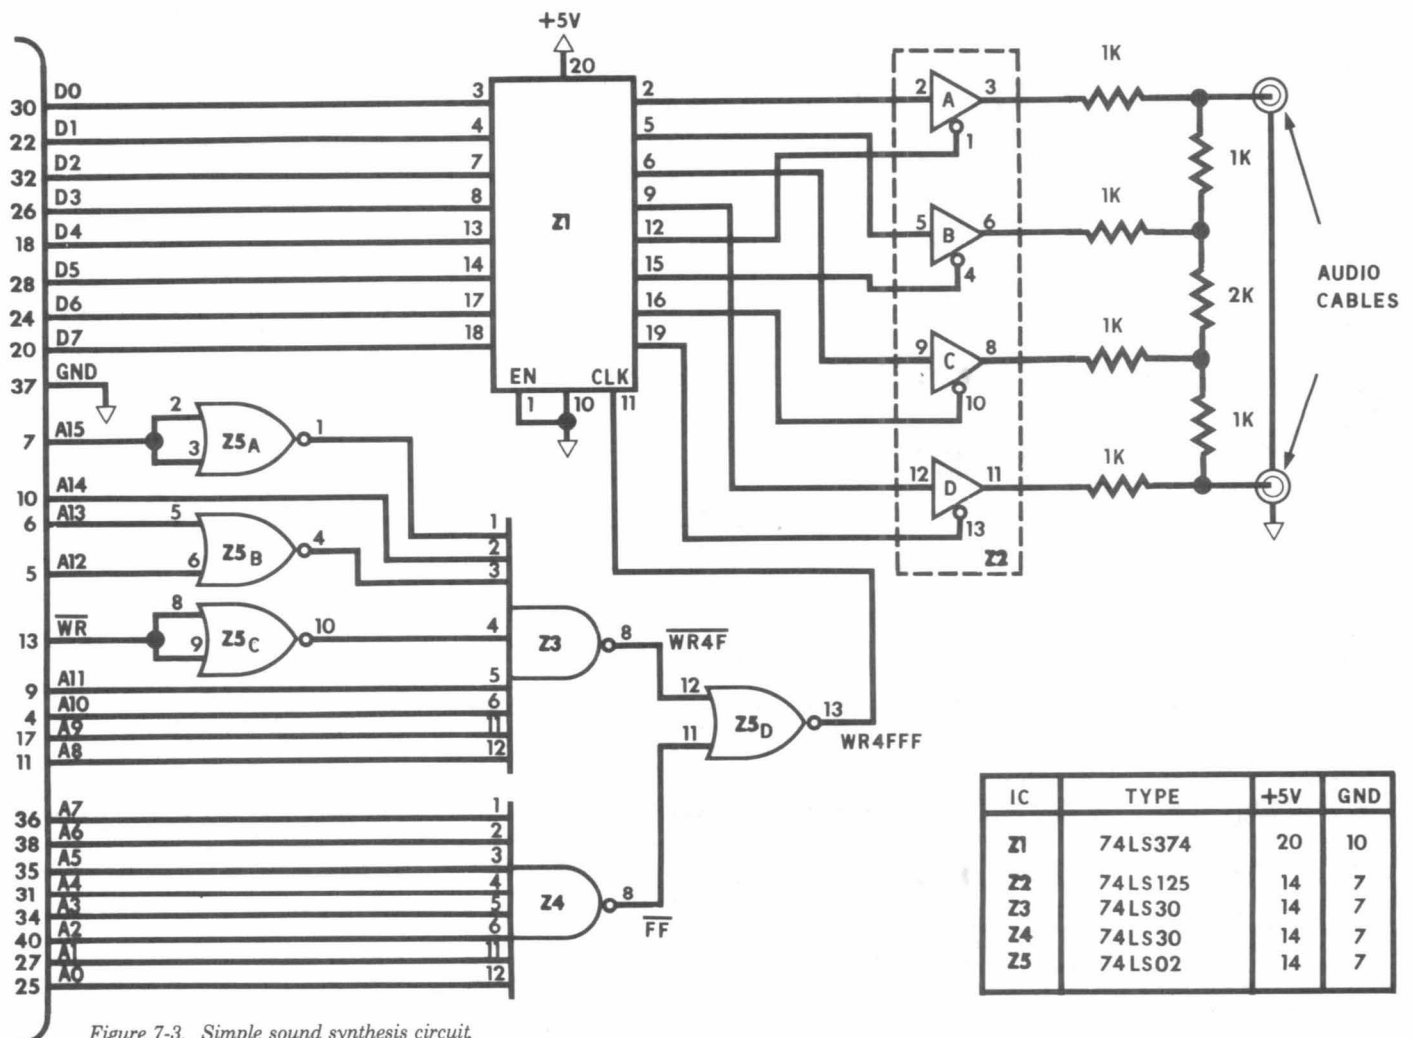 +5V
20
30 D0 3
22 D1 4
32 D2 7
26 D3 8
18 D4 13
28 D5 14
24 D6 17
20 D7 18
37 GND
Z1
2
5
6
9
12
15
16
19
EN CLK
1 10 11
2 A 3
1
5 B 6
4
9 C 8
10
12 D 11
13
Z2
1K
1K
1K
1K
1K
2K
1K
AUDIO
CABLES
7 A15 2 3 Z5A 1
10 A14
6 A13 5
5 A12 6
Z5B 4
13 WR 8 9 Z5C 10
9 A11
4 A10
17 A9
11 A8
1
2
3
4
5
6
11
12
Z3 8
WR4F
12
11
Z5D 13
WR4FFF
36 A7 1
38 A6 2
35 A5 3
31 A4 4
34 A3 5
40 A2 6
27 A1 11
25 A0 12
Z4 8
FF
IC TYPE +5V GND
Z1 74LS374 20 10
Z2 74LS125 14 7
Z3 74LS30 14 7
Z4 74LS30 14 7
Z5 74LS02 14 7
Figure 7-3. Simple sound synthesis circuit